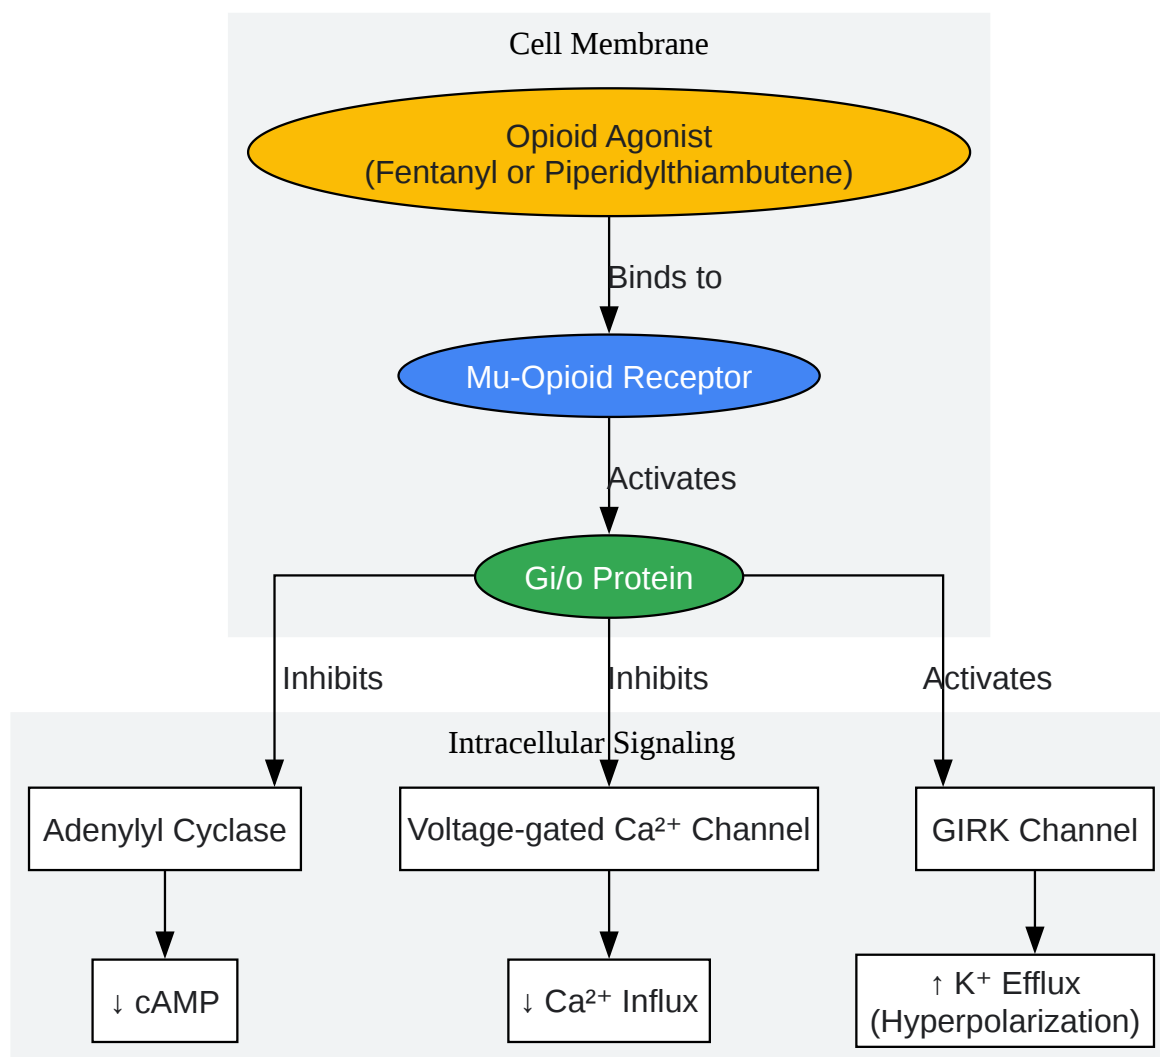 Cell Membrane
Opioid Agonist
(Fentanyl or Piperidylthiambutene)
Binds to
Mu-Opioid Receptor
Activates
Gi/o Protein
Inhibits
Inhibits
Activates
Intracellular Signaling
Adenylyl Cyclase
Voltage-gated Ca²⁺ Channel
GIRK Channel
↓ cAMP
↓ Ca²⁺ Influx
↑ K⁺ Efflux
(Hyperpolarization)